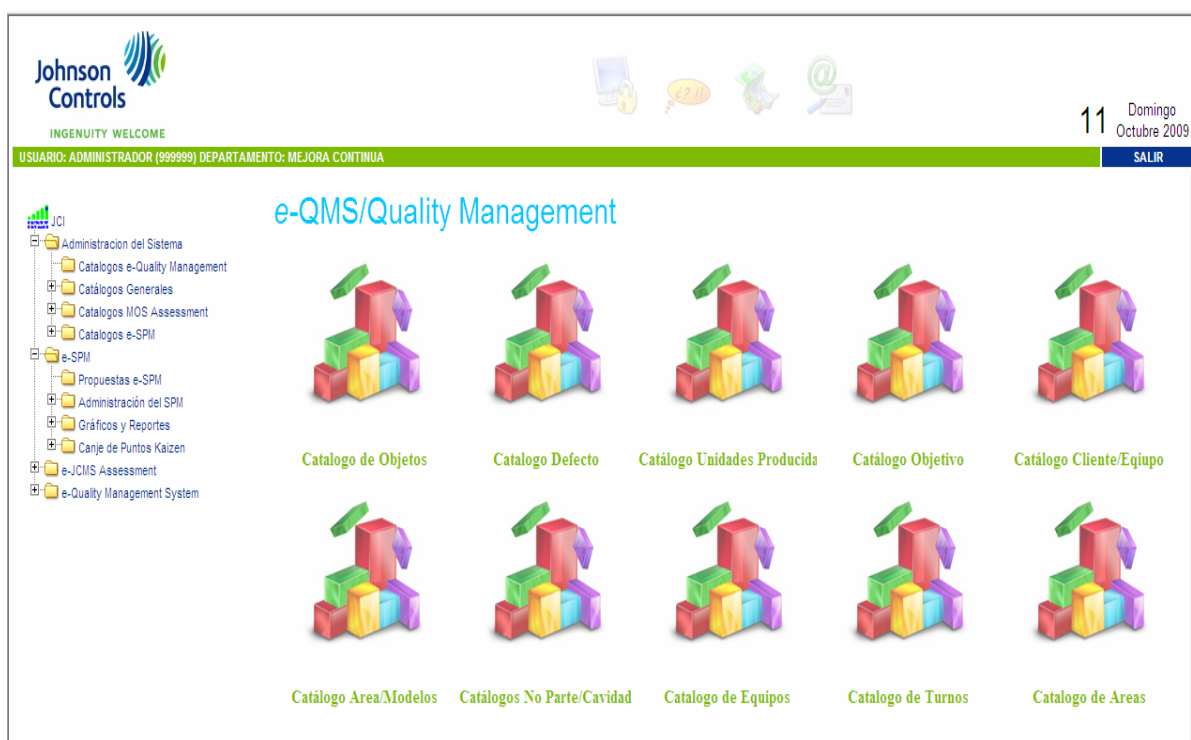 Johnson
Controls
INGENUITY WELCOME
11
Domingo
Octubre 2009
USUARIO: ADMINISTRADOR (999999) DEPARTAMENTO: MEJORA CONTINUA
SALIR
JCI
Administracion del Sistema
Catalogos e-Quality Management
Catálogos Generales
Catalogos MOS Assessment
Catalogos e-SPM
e-SPM
Propuestas e-SPM
Administración del SPM
Gráficos y Reportes
Canje de Puntos Kaizen
e-JCMS Assessment
e-Quality Management System
e-QMS/Quality Management
Catalogo de Objetos
Catalogo Defecto
Catálogo Unidades Producida
Catálogo Objetivo
Catálogo Cliente/Eqiupo
Catálogo Area/Modelos
Catálogos No Parte/Cavidad
Catalogo de Equipos
Catalogo de Turnos
Catalogo de Areas